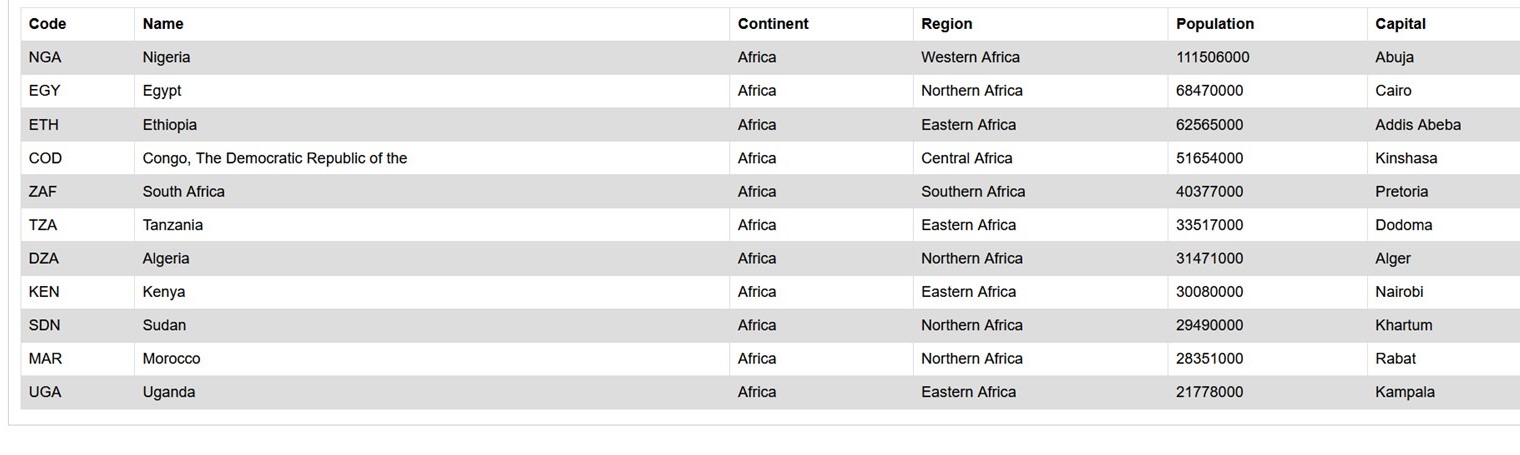 Code Name Continent Region Population Capital
NGA Nigeria Africa Western Africa 111506000 Abuja
EGY Egypt Africa Northern Africa 68470000 Cairo
ETH Ethiopia Africa Eastern Africa 62565000 Addis Abeba
COD Congo, The Democratic Republic of the Africa Central Africa 51654000 Kinshasa
ZAF South Africa Africa Southern Africa 40377000 Pretoria
TZA Tanzania Africa Eastern Africa 33517000 Dodoma
DZA Algeria Africa Northern Africa 31471000 Alger
KEN Kenya Africa Eastern Africa 30080000 Nairobi
SDN Sudan Africa Northern Africa 29490000 Khartum
MAR Morocco Africa Northern Africa 28351000 Rabat
UGA Uganda Africa Eastern Africa 21778000 Kampala